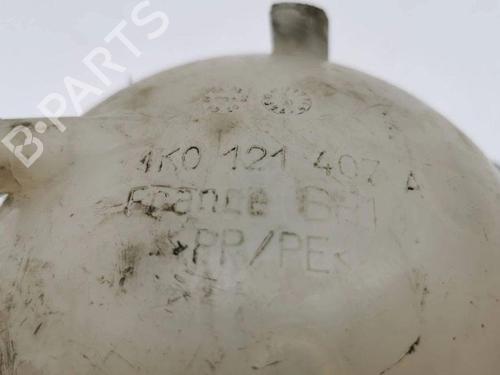 B-PARTS
1K0 121 407 A
France
>PP/PE<